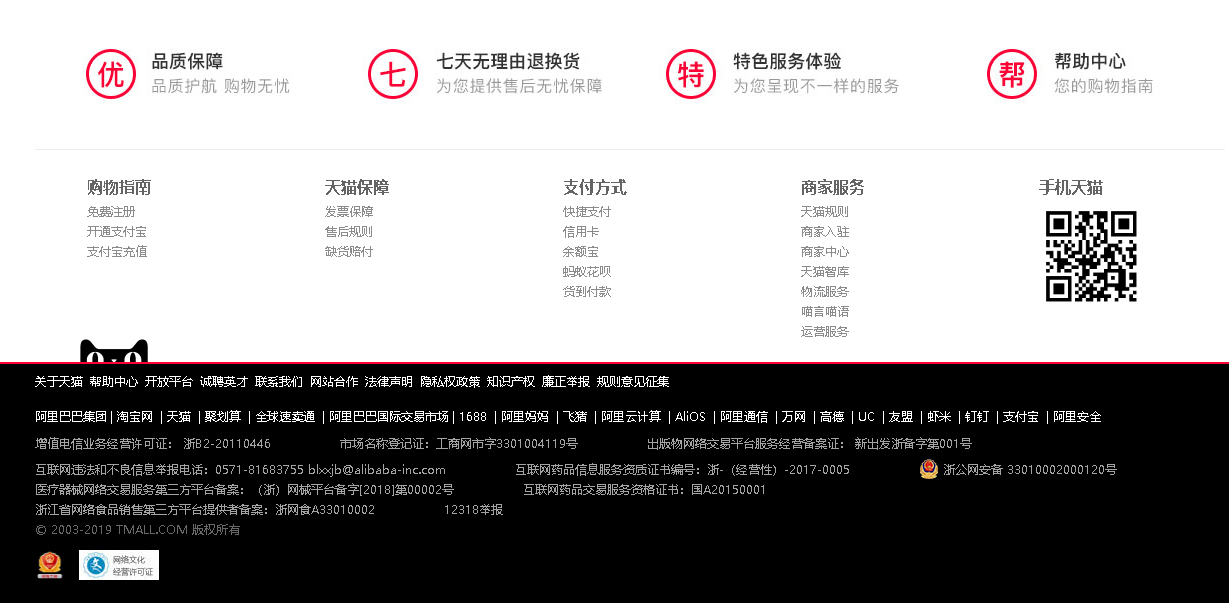 优 品质保障 七 七天无理由退换货 特 特色服务体验 帮 帮助中心
品质护航 购物无忧 为您提供售后无忧保障 为您呈现不一样的服务 您的购物指南
购物指南 天猫保障 支付方式 商家服务 手机天猫
免费注册 发票保障 快捷支付 天猫规则
开通支付宝 售后规则 信用卡 商家入驻
支付宝充值 缺货赔付 余额宝 商家中心
蚂蚁花呗 天猫智库
货到付款 物流服务
喵言喵语
运营服务
关于天猫 帮助中心 开放平台 诚聘英才 联系我们 网站合作 法律声明 隐私权政策 知识产权 廉正举报 规则意见征集
阿里巴巴集团 | 淘宝网 | 天猫 | 聚划算 | 全球速卖通 | 阿里巴巴国际交易市场 | 1688 | 阿里妈妈 | 飞猪 | 阿里云计算 | AliOS | 阿里通信 | 万网 | 高德 | UC | 友盟 | 虾米 | 钉钉 | 支付宝 | 阿里安全
增值电信业务经营许可证： 浙B2-20110446 市场名称登记证：工商网市字3301004119号 出版物网络交易平台服务经营备案证： 新出发浙备字第001号
互联网违法和不良信息举报电话：0571-81683755 blxxjb@alibaba-inc.com 互联网药品信息服务资质证书编号：浙-（经营性）-2017-0005 浙公网安备 33010002000120号
医疗器械网络交易服务第三方平台备案：（浙）网械平台备字[2018]第00002号 互联网药品交易服务资格证书：国A20150001
浙江省网络食品销售第三方平台提供者备案：浙网食A33010002 12318举报
© 2003-2019 TMALL.COM 版权所有
网络文化
经营许可证